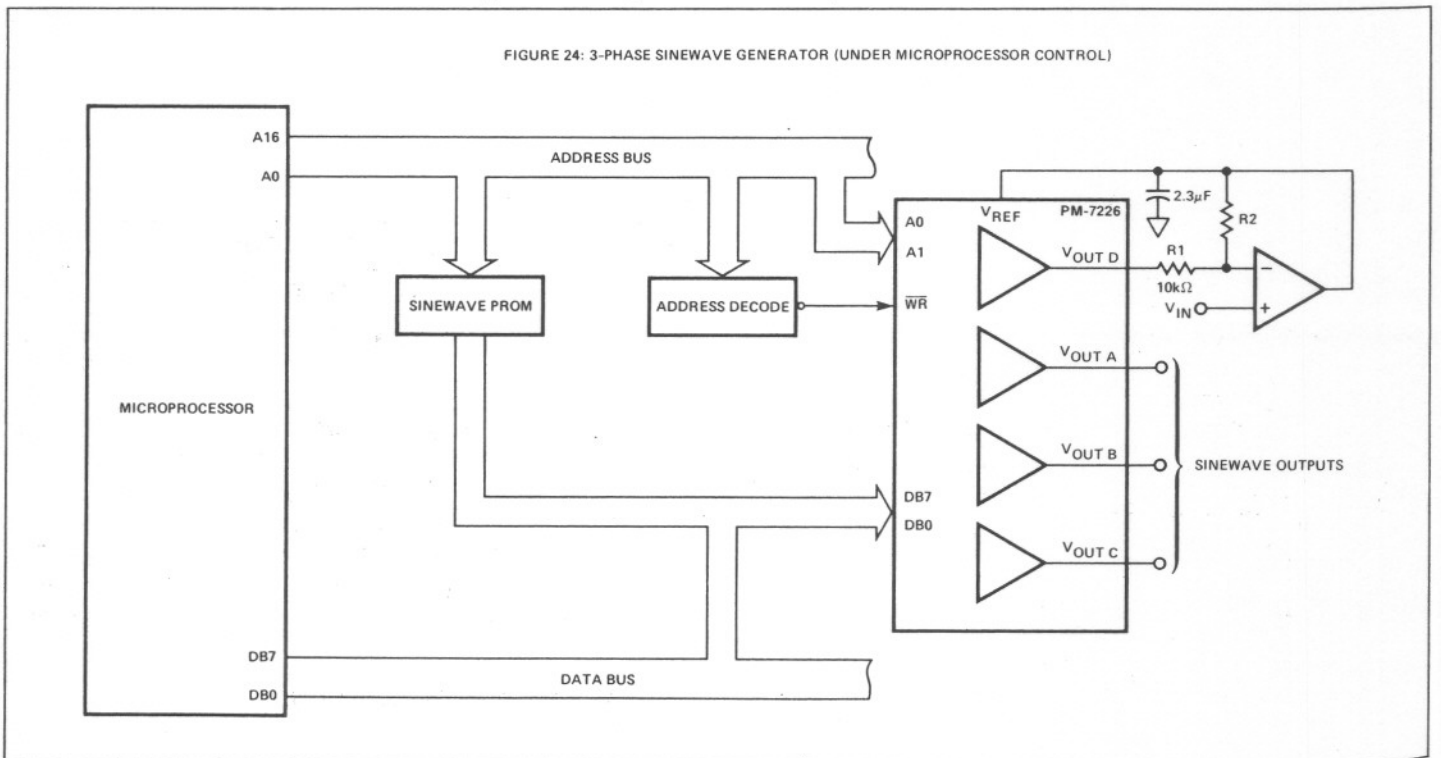 FIGURE 24: 3-PHASE SINEWAVE GENERATOR (UNDER MICROPROCESSOR CONTROL)
A16
ADDRESS BUS
A0
2.3µF
VREF
PM-7226
A0
A1
R2
VOUT D
R1
10kΩ
SINEWAVE PROM
ADDRESS DECODE
WR
VIN
−
+
VOUT A
MICROPROCESSOR
VOUT B
SINEWAVE OUTPUTS
DB7
DB0
VOUT C
DB7
DATA BUS
DB0